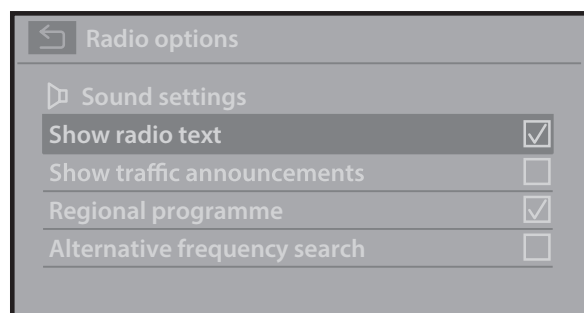 Radio options
Sound settings
Show radio text
Show traffic announcements
Regional programme
Alternative frequency search